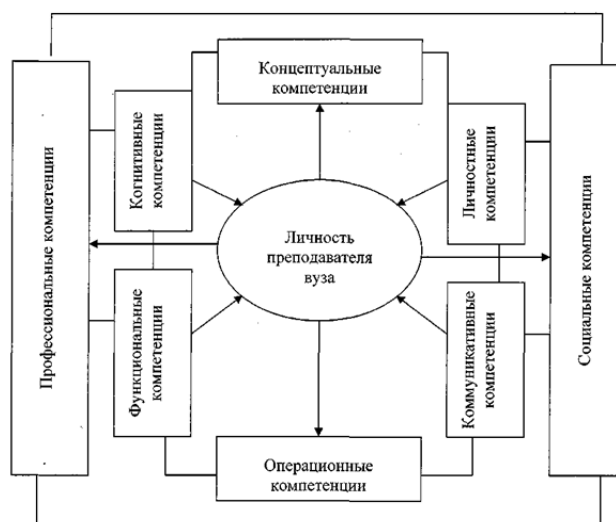 Концептуальные
компетенции
Профессиональные компетенции
Когнитивные
компетенции
Личностные
компетенции
Социальные компетенции
Личность
преподавателя
вуза
Функциональные
компетенции
Коммуникативные
компетенции
Операционные
компетенции